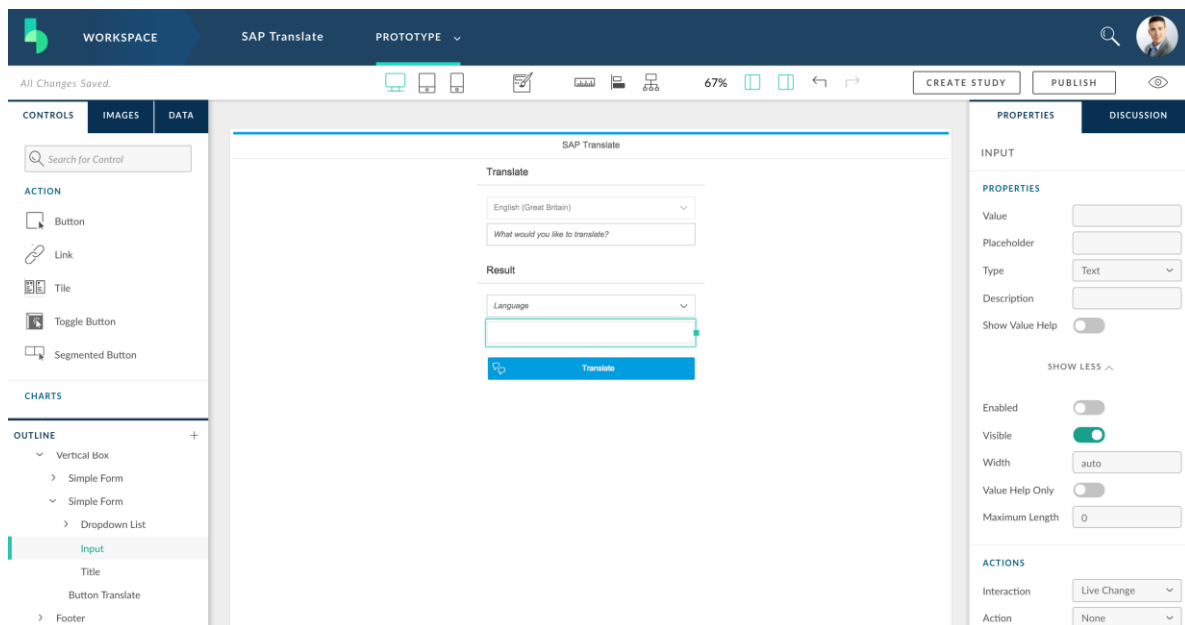 WORKSPACE
SAP Translate
PROTOTYPE
All Changes Saved.
67%
CREATE STUDY
PUBLISH
CONTROLS
IMAGES
DATA
Search for Control
ACTION
Button
Link
Tile
Toggle Button
Segmented Button
CHARTS
OUTLINE
Vertical Box
Simple Form
Simple Form
Dropdown List
Input
Title
Button Translate
Footer
SAP Translate
Translate
English (Great Britain)
What would you like to translate?
Result
Language
Translate
PROPERTIES
DISCUSSION
INPUT
PROPERTIES
Value
Placeholder
Type Text
Description
Show Value Help
SHOW LESS
Enabled
Visible
Width auto
Value Help Only
Maximum Length 0
ACTIONS
Interaction Live Change
Action None